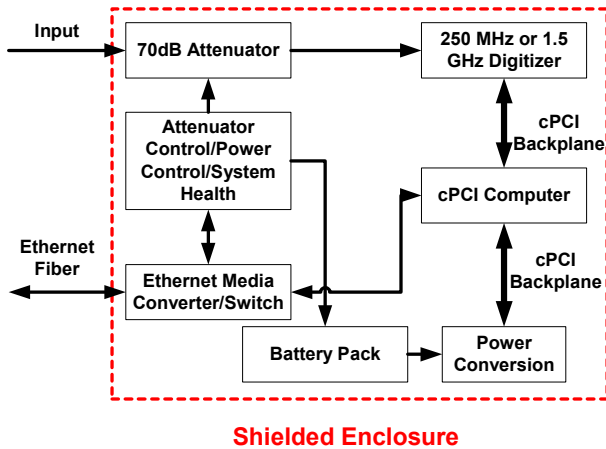 Input
70dB Attenuator
250 MHz or 1.5
GHz Digitizer
Attenuator
Control/Power
Control/System
Health
cPCI
Backplane
cPCI Computer
Ethernet
Fiber
Ethernet Media
Converter/Switch
cPCI
Backplane
Battery Pack
Power
Conversion
Shielded Enclosure